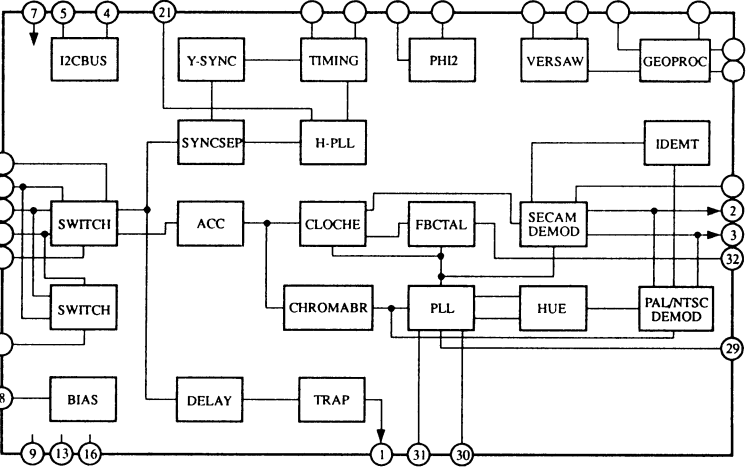 7 5 4 21
I2CBUS Y-SYNC TIMING PHI2 VERSAW GEOPROC
SYNCSEP H-PLL IDEMT
SWITCH ACC CLOCHE FBCTAL SECAM
DEMOD
2
3
32
SWITCH CHROMABR PLL HUE PAL/NTSC
DEMOD
29
8 BIAS DELAY TRAP
9 13 16 1 31 30